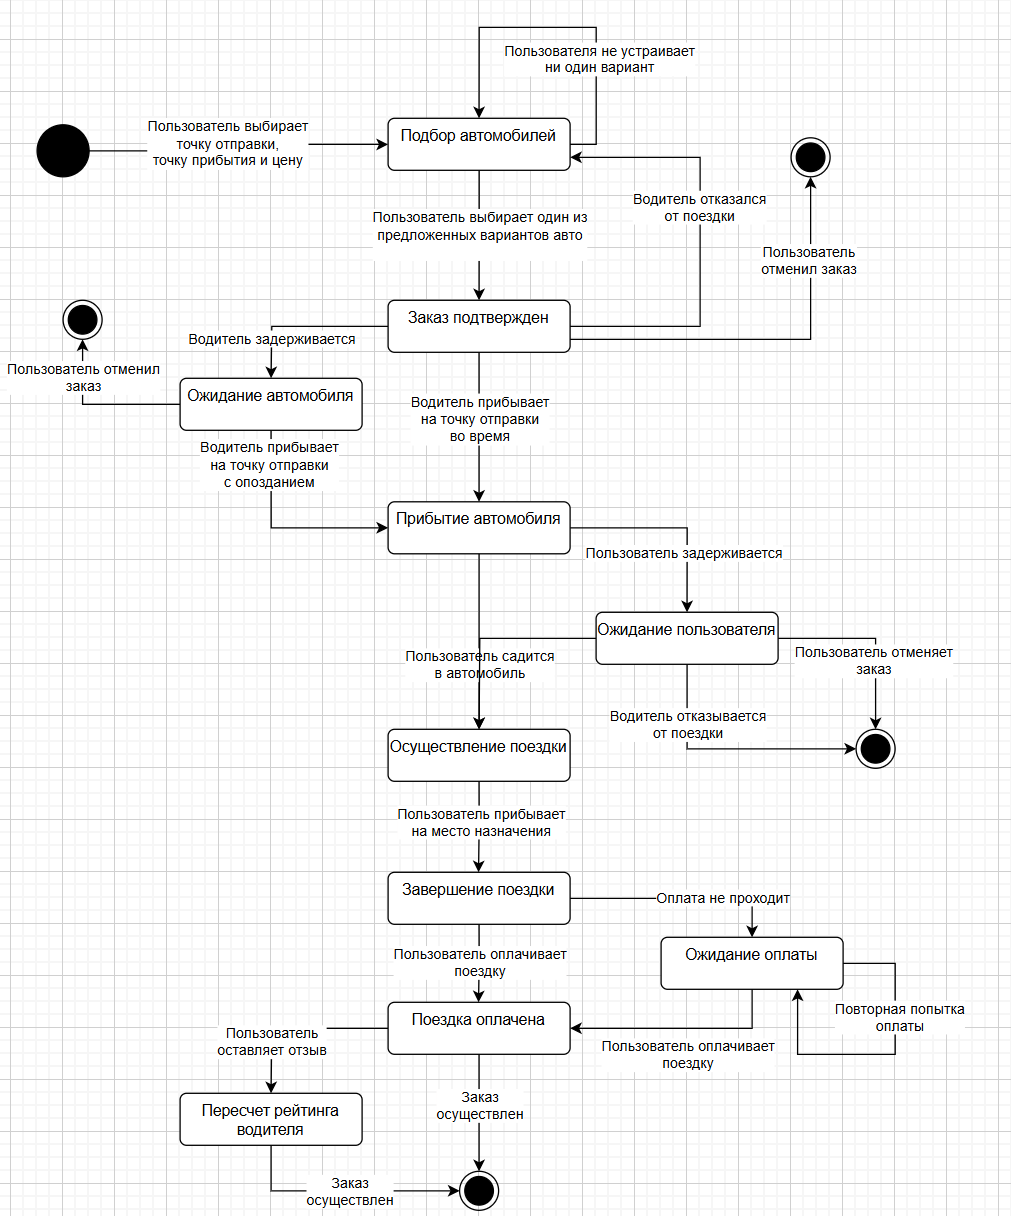 Пользователя не устраивает
ни один вариант
Пользователь выбирает
точку отправки,
точку прибытия и цену
Подбор автомобилей
Водитель отказался
от поездки
Пользователь выбирает один из
предложенных вариантов авто
Пользователь
отменил заказ
Заказ подтвержден
Водитель задерживается
Пользователь отменил
заказ
Ожидание автомобиля
Водитель прибывает
на точку отправки
во время
Водитель прибывает
на точку отправки
с опозданием
Прибытие автомобиля
Пользователь задерживается
Ожидание пользователя
Пользователь садится
в автомобиль
Пользователь отменяет
заказ
Водитель отказывается
от поездки
Осуществление поездки
Пользователь прибывает
на место назначения
Завершение поездки
Оплата не проходит
Пользователь оплачивает
поездку
Ожидание оплаты
Повторная попытка
оплаты
Поездка оплачена
Пользователь
оставляет отзыв
Пользователь оплачивает
поездку
Заказ
осуществлен
Пересчет рейтинга
водителя
Заказ
осуществлен